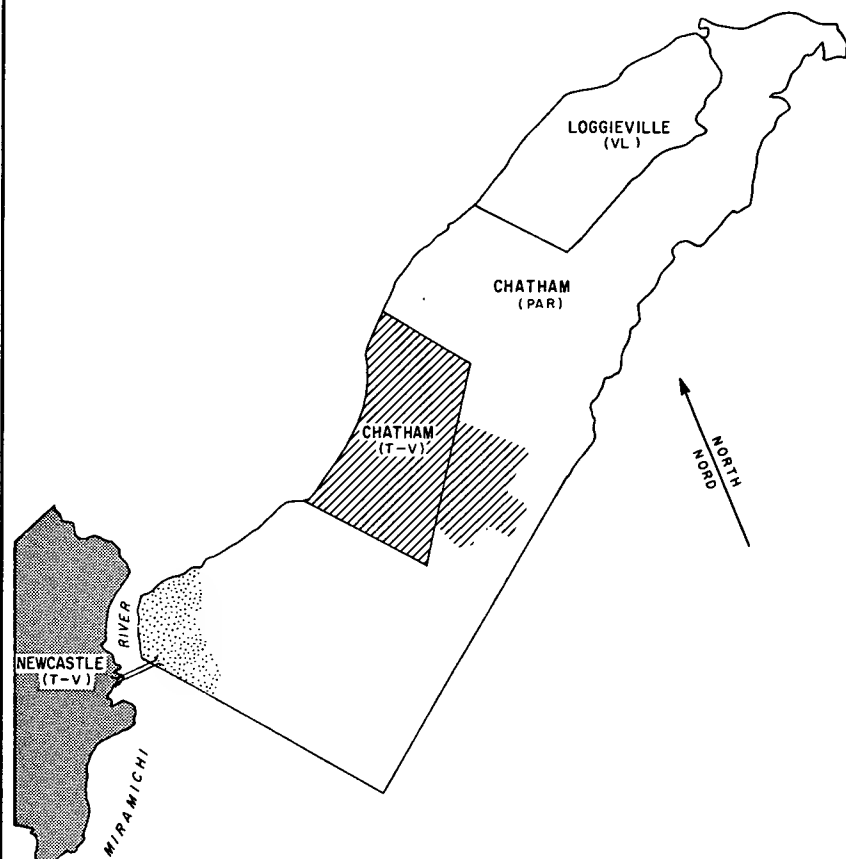 LOGGIEVILLE
(VL)
CHATHAM
(PAR)
CHATHAM
(T-V)
NORTH
NORD
RIVER
NEWCASTLE
(T-V)
MIRAMICHI